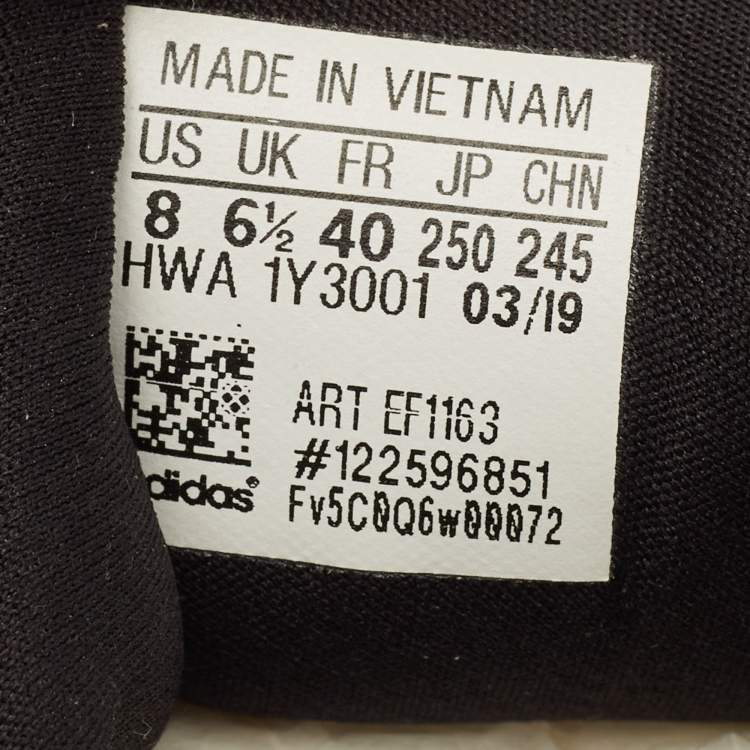 MADE IN VIETNAM
US UK FR JP CHN
8 6½ 40 250 245
HWA 1Y3001 03/19
ART EF1163
#122596851
adidas®
Fv5C0Q6w00072